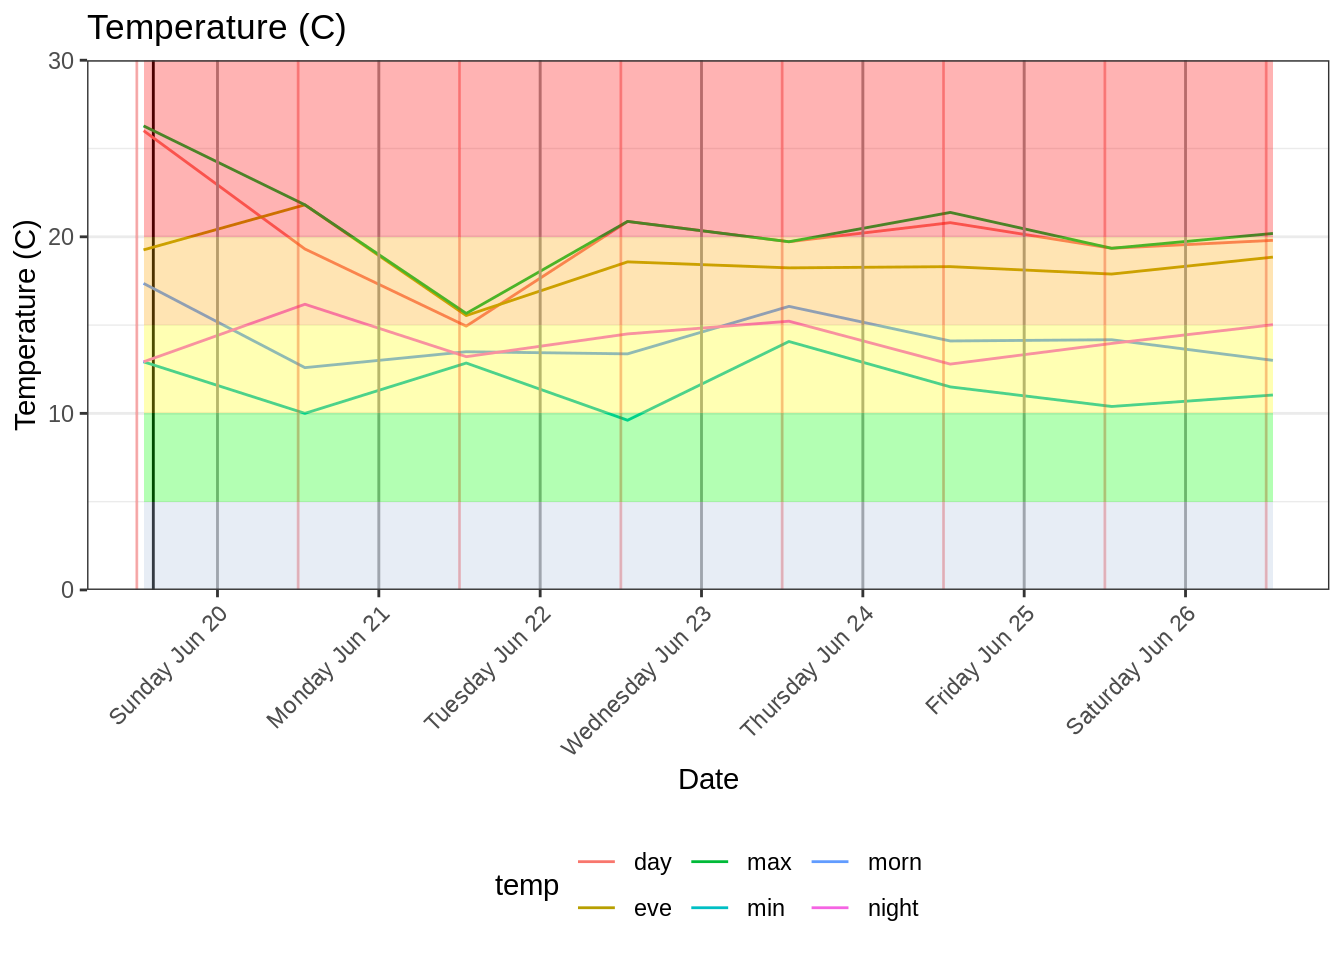 Temperature (C)
30
20
10
0
Temperature (C)
Sunday Jun 20
Monday Jun 21
Tuesday Jun 22
Wednesday Jun 23
Thursday Jun 24
Friday Jun 25
Saturday Jun 26
Date
temp
day max morn
eve min night